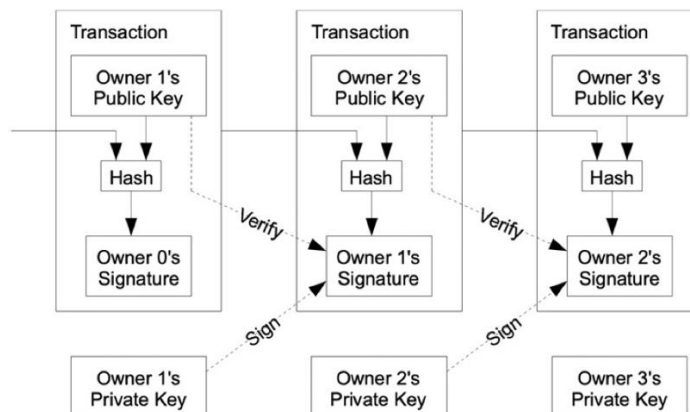 Transaction
Transaction
Transaction
Owner 1's
Public Key
Owner 2's
Public Key
Owner 3's
Public Key
Hash
Hash
Hash
Verify
Verify
Owner 0's
Signature
Owner 1's
Signature
Owner 2's
Signature
Sign
Sign
Owner 1's
Private Key
Owner 2's
Private Key
Owner 3's
Private Key